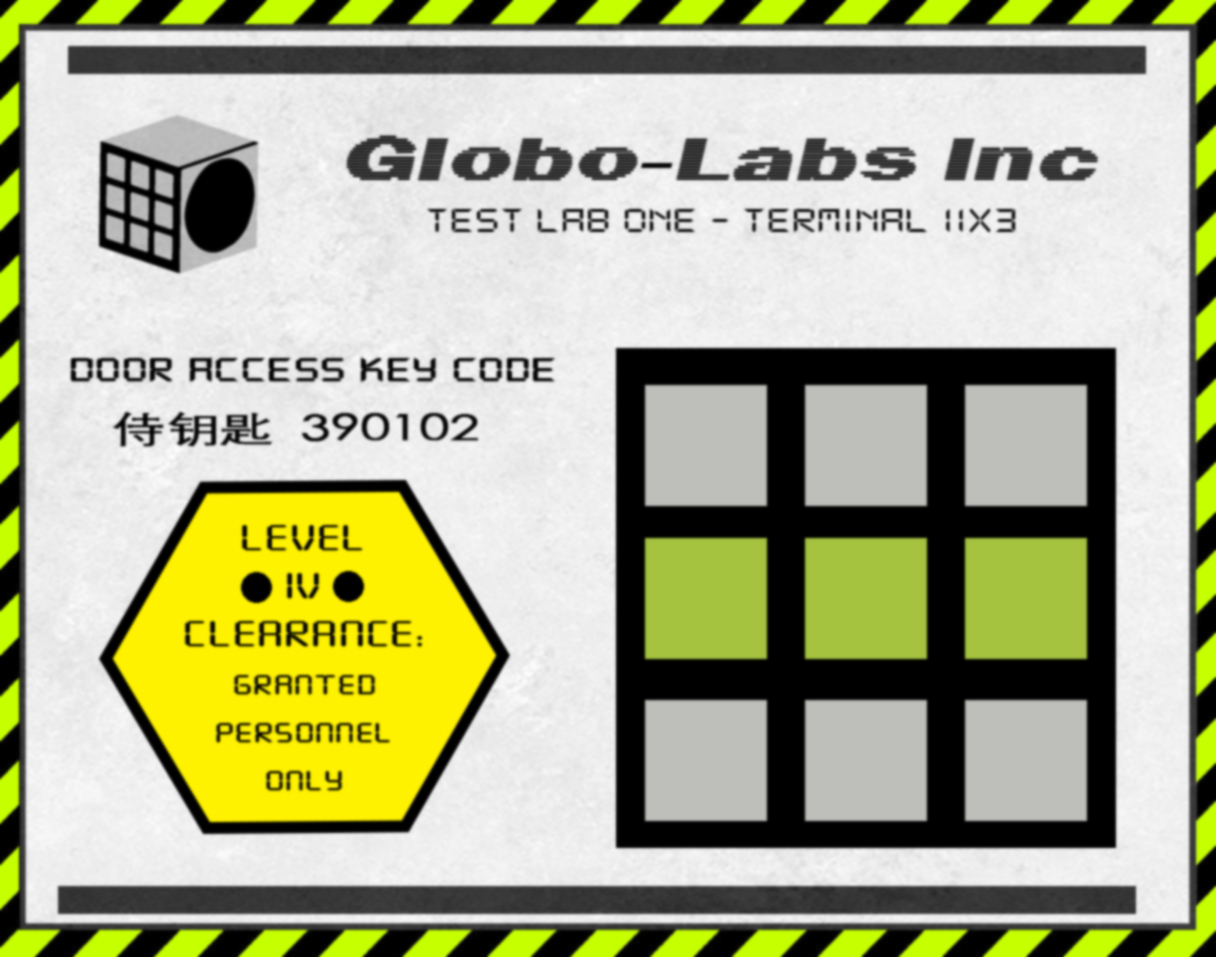 Globo-Labs Inc
TEST LAB ONE - TERMINAL IIX3
DOOR ACCESS KEY CODE
侍钥匙 390102
LEVEL
● IV ●
CLEARANCE:
GRANTED
PERSONNEL
ONLY